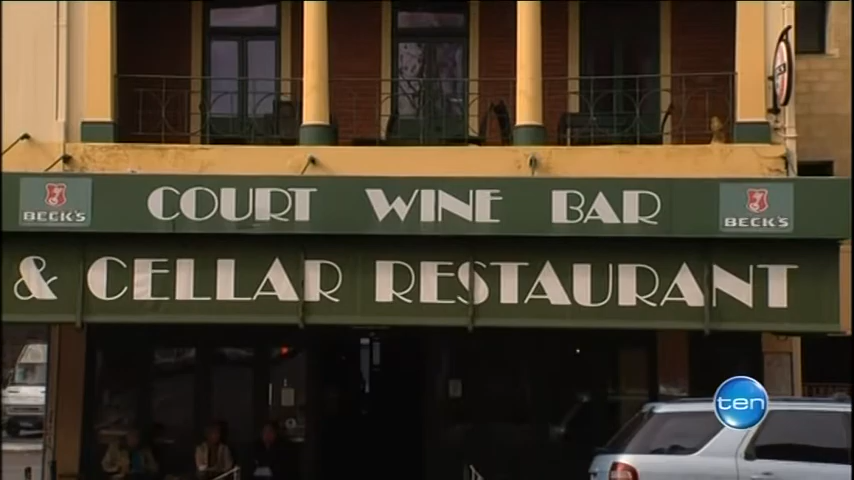 COURT WINE BAR
BECK'S
BECK'S
& CELLAR RESTAURANT
ten